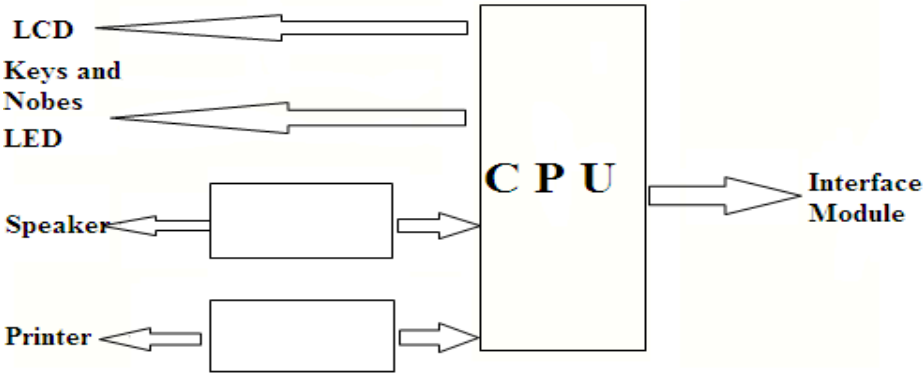 LCD
Keys and
Nobes
LED
Speaker
Printer
C P U
Interface
Module